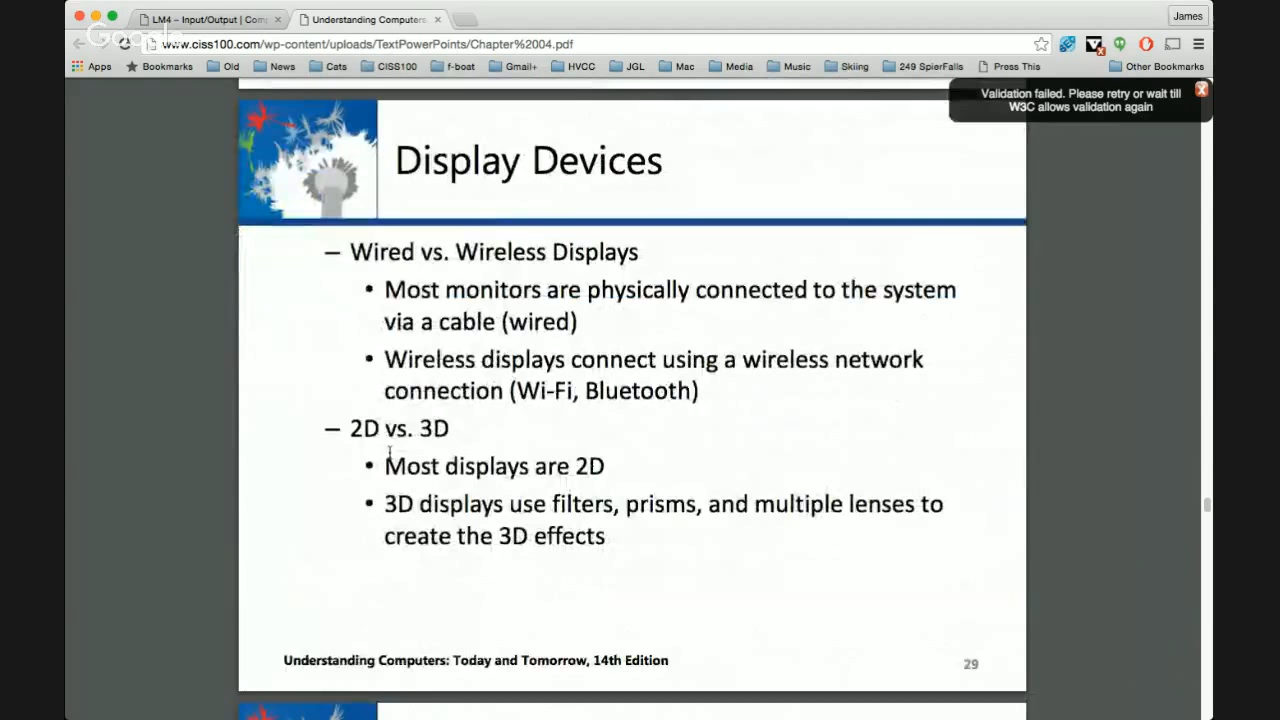 LM4 – Input/Output | Com
Understanding Computers:
James
Google
www.ciss100.com/wp-content/uploads/TextPowerPoints/Chapter%2004.pdf
Apps Bookmarks Old News Cats CISS100 f-boat Gmail+ HVCC JGL Mac Media Music Skiing 249 SpierFalls Press This Other Bookmarks
Validation failed. Please retry or wait till
W3C allows validation again
Display Devices
– Wired vs. Wireless Displays
• Most monitors are physically connected to the system
via a cable (wired)
• Wireless displays connect using a wireless network
connection (Wi-Fi, Bluetooth)
– 2D vs. 3D
• Most displays are 2D
• 3D displays use filters, prisms, and multiple lenses to
create the 3D effects
Understanding Computers: Today and Tomorrow, 14th Edition
29